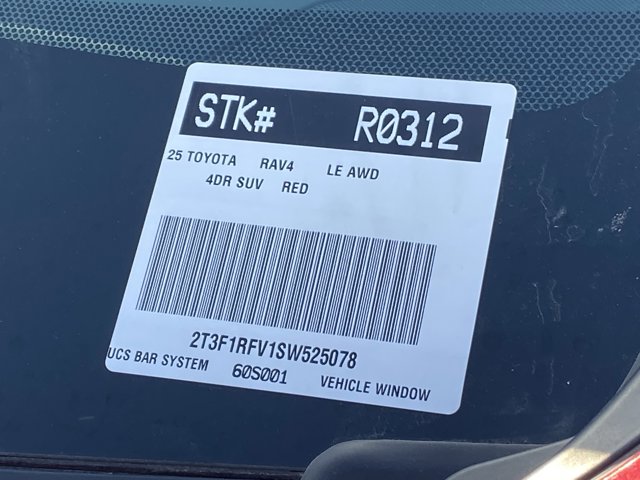 STK# R0312
25 TOYOTA RAV4 LE AWD
4DR SUV RED
2T3F1RFV1SW525078
UCS BAR SYSTEM 60S001 VEHICLE WINDOW